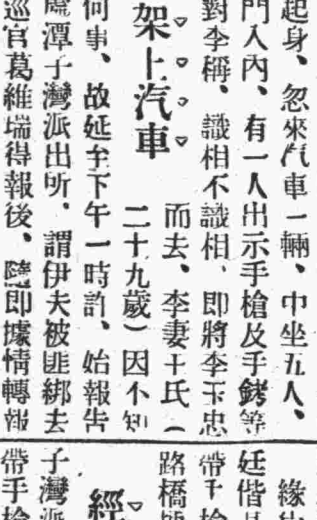 起身、忽來汽車一輛、中坐五人、
門入內、有一人出示手槍及手銬等
對李稱、識相不識相、即將李玉忠
架上汽車
而去、李妻王氏（
二十九歲）因不知
何事、故延至下午一時許、始報告
潭子灣派出所、謂伊夫被匪綁去
巡官葛維瑞得報後、隨即據情轉報
緣出
廷偕
帶手槍
路橋
經
子灣派
帶手槍